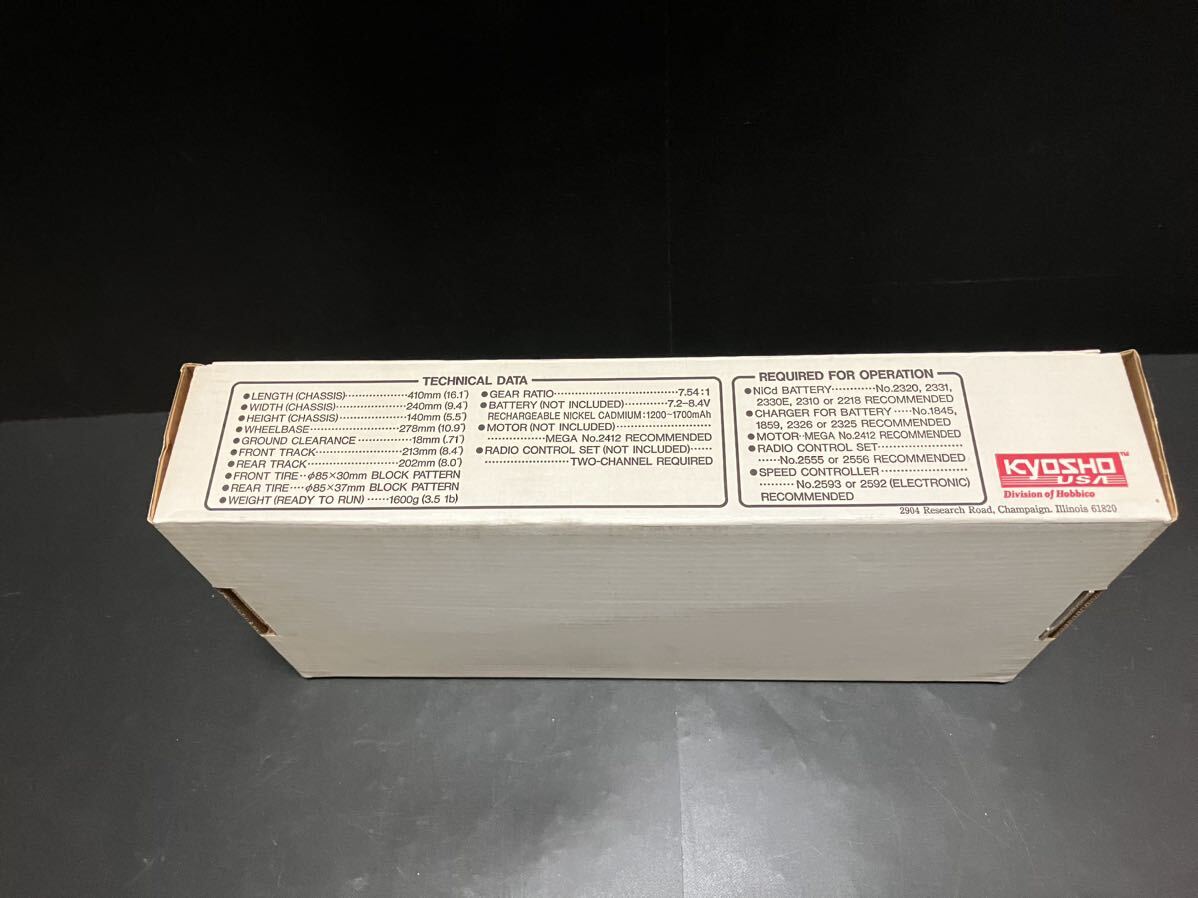 TECHNICAL DATA
●LENGTH (CHASSIS)················410mm (16.1″)
●WIDTH (CHASSIS)··················240mm (9.4″)
●HEIGHT (CHASSIS)················140mm (5.5″)
●WHEELBASE························278mm (10.9″)
●GROUND CLEARANCE···············18mm (.71″)
●FRONT TRACK······················213mm (8.4″)
●REAR TRACK·······················202mm (8.0″)
●FRONT TIRE··φ85×30mm BLOCK PATTERN
●REAR TIRE····φ85×37mm BLOCK PATTERN
●WEIGHT (READY TO RUN)·····1600g (3.5 lb)
●GEAR RATIO································7.54:1
●BATTERY (NOT INCLUDED)···········7.2~8.4V
RECHARGEABLE NICKEL CADMIUM:1200~1700mAh
●MOTOR (NOT INCLUDED)·····················
···············MEGA No.2412 RECOMMENDED
●RADIO CONTROL SET (NOT INCLUDED)······
······················TWO-CHANNEL REQUIRED
REQUIRED FOR OPERATION
●NiCd BATTERY···········No.2320, 2331,
2330E, 2310 or 2218 RECOMMENDED
●CHARGER FOR BATTERY·····No.1845,
1859, 2326 or 2325 RECOMMENDED
●MOTOR··MEGA No.2412 RECOMMENDED
●RADIO CONTROL SET······················
·······No.2555 or 2556 RECOMMENDED
●SPEED CONTROLLER·······················
·········No.2593 or 2592 (ELECTRONIC)
RECOMMENDED
KYOSHO™
USA
Division of Hobbico
2904 Research Road, Champaign. Illinois 61820